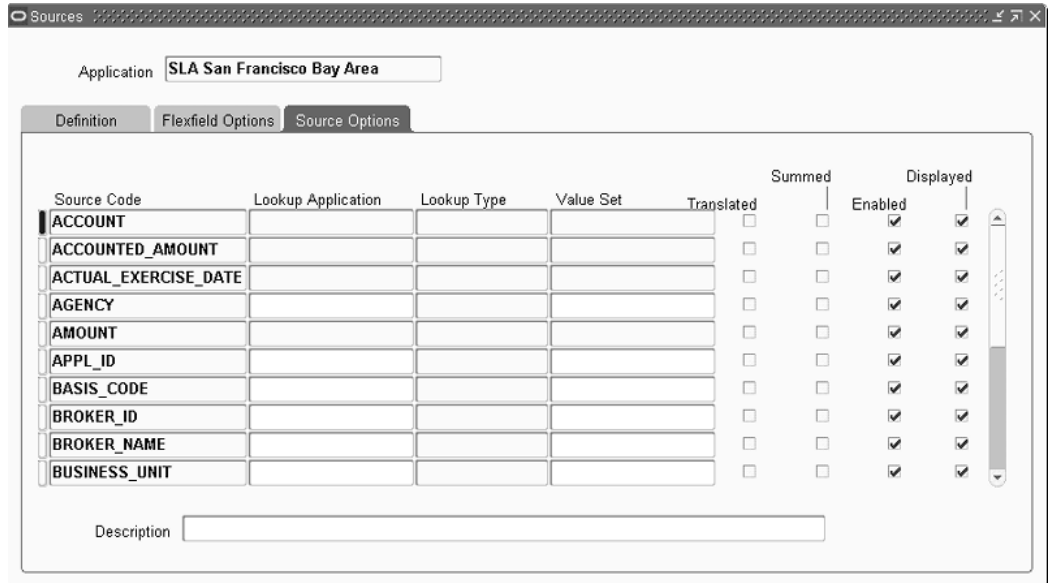 Sources
Application SLA San Francisco Bay Area
Definition Flexfield Options Source Options
Summed Displayed
Source Code Lookup Application Lookup Type Value Set Translated Enabled
ACCOUNT
ACCOUNTED_AMOUNT
ACTUAL_EXERCISE_DATE
AGENCY
AMOUNT
APPL_ID
BASIS_CODE
BROKER_ID
BROKER_NAME
BUSINESS_UNIT
Description